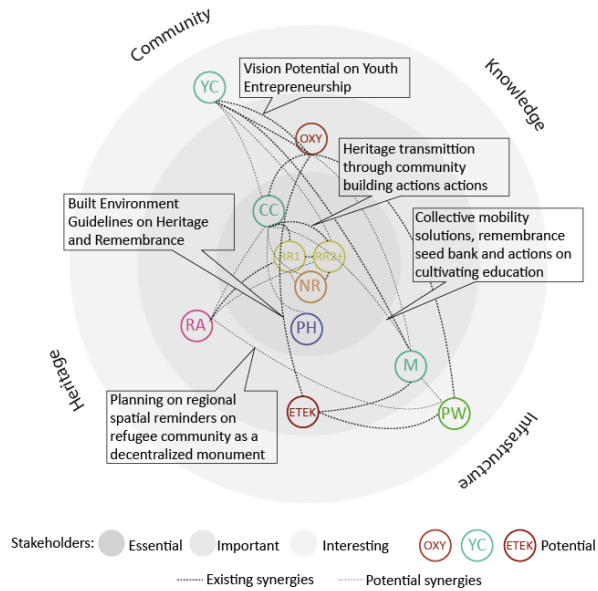 Community
Knowledge
YC
Vision Potential on Youth
Entrepreneurship
OXY
Heritage transmittion
through community
building actions actions
Built Environment
Guidelines on Heritage
and Remembrance
CC
Collective mobility
solutions, remembrance
seed bank and actions on
cultivating education
RR1
RR2+
NR
RA
PH
M
Heritage
Planning on regional
spatial reminders on
refugee community as a
decentralized monument
ETEK
PW
Infrastructure
Stakeholders: Essential Important Interesting OXY YC ETEK Potential
Existing synergies Potential synergies